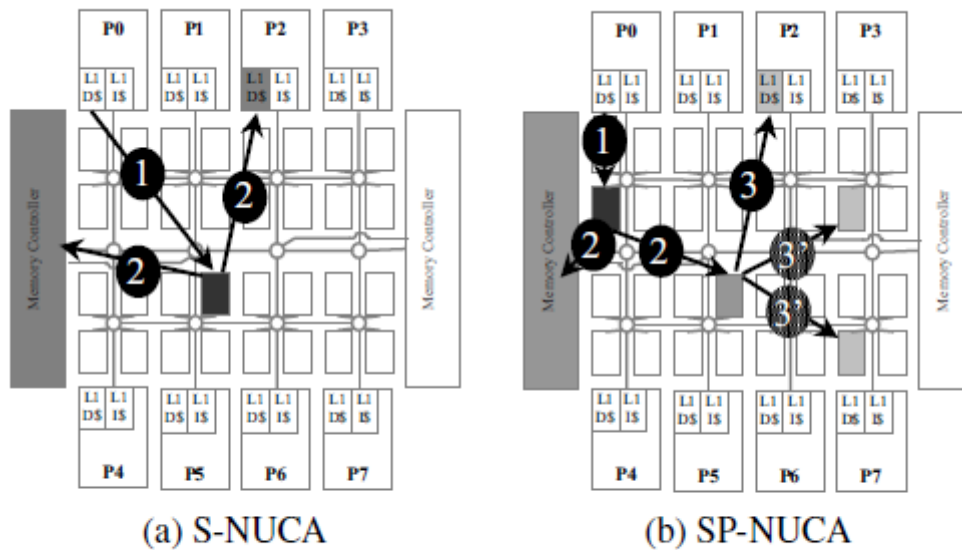 P0 P1 P2 P3 P0 P1 P2 P3
L1 L1 L1 L1 L1 L1 L1 L1 L1 L1 L1 L1 L1 L1 L1 L1
D$ I$ D$ I$ D$ I$ D$ I$ D$ I$ D$ I$ D$ I$ D$ I$
1
1 2 3
Memory Controller Memory Controller Memory Controller Memory Controller
2 2 2 3'
3'
L1 L1 L1 L1 L1 L1 L1 L1 L1 L1 L1 L1 L1 L1 L1 L1
D$ I$ D$ I$ D$ I$ D$ I$ D$ I$ D$ I$ D$ I$ D$ I$
P4 P5 P6 P7 P4 P5 P6 P7
(a) S-NUCA (b) SP-NUCA